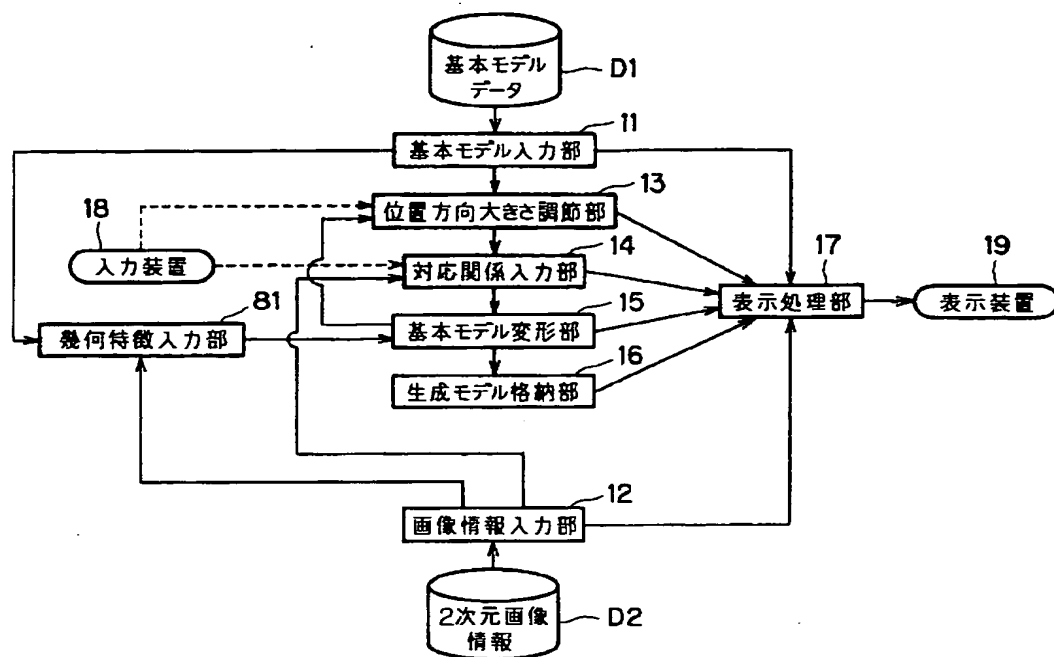 基本モデル
データ
D1
11
基本モデル入力部
13
位置方向大きさ調節部
18
入力装置
14
対応関係入力部
17
表示処理部
19
表示装置
81
幾何特徴入力部
15
基本モデル変形部
16
生成モデル格納部
12
画像情報入力部
2次元画像
情報
D2